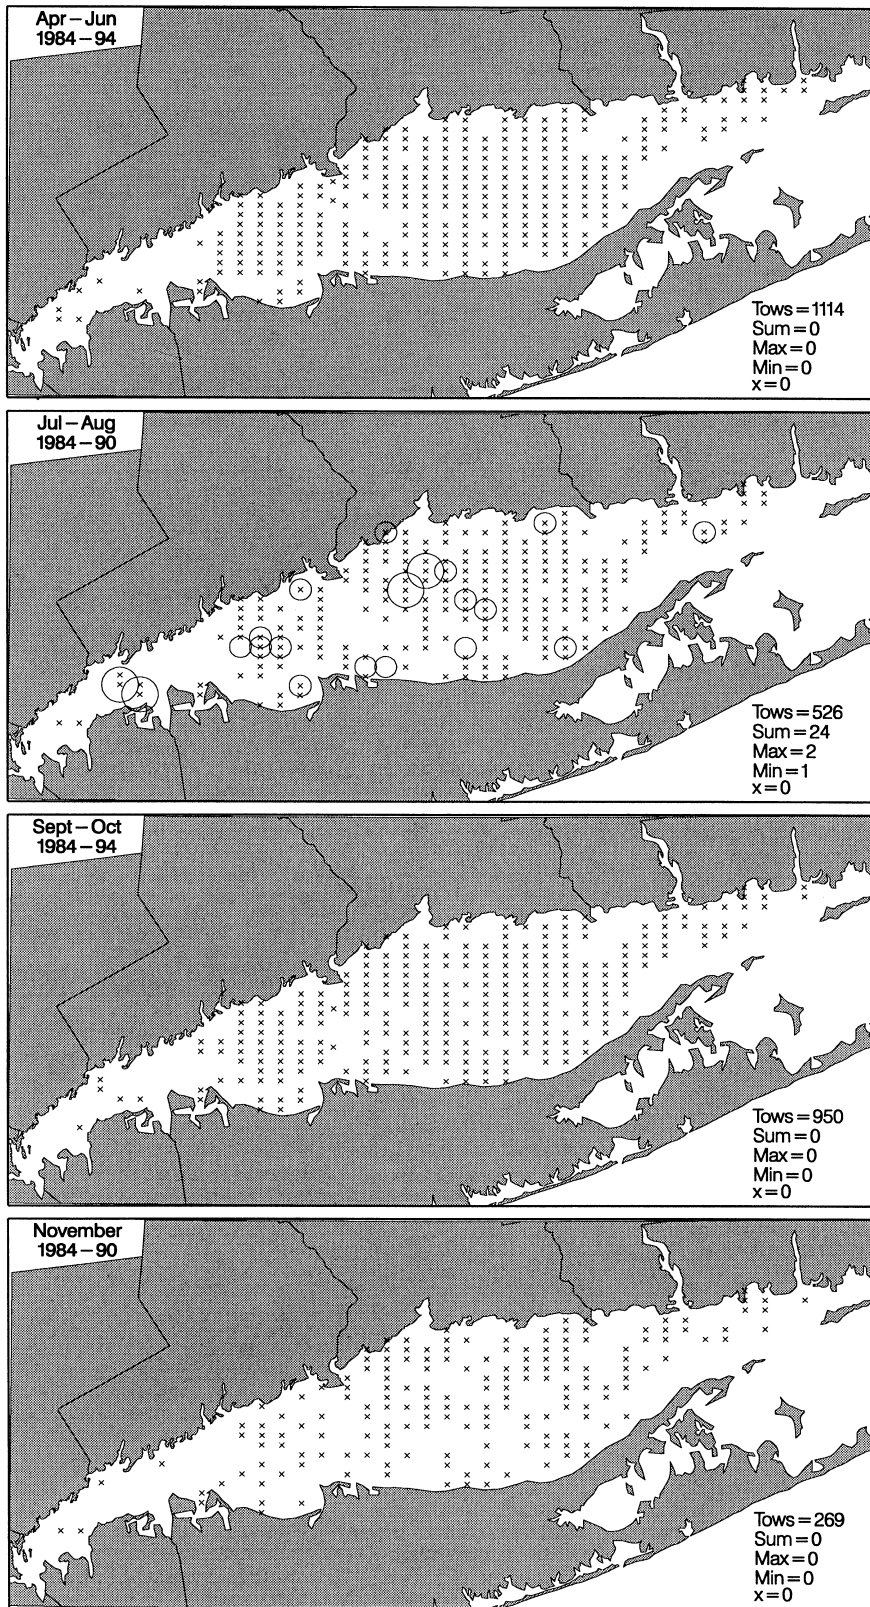 Apr – Jun
1984 – 94
Tows = 1114
Sum = 0
Max = 0
Min = 0
x = 0
Jul – Aug
1984 – 90
Tows = 526
Sum = 24
Max = 2
Min = 1
x = 0
Sept – Oct
1984 – 94
Tows = 950
Sum = 0
Max = 0
Min = 0
x = 0
November
1984 – 90
Tows = 269
Sum = 0
Max = 0
Min = 0
x = 0